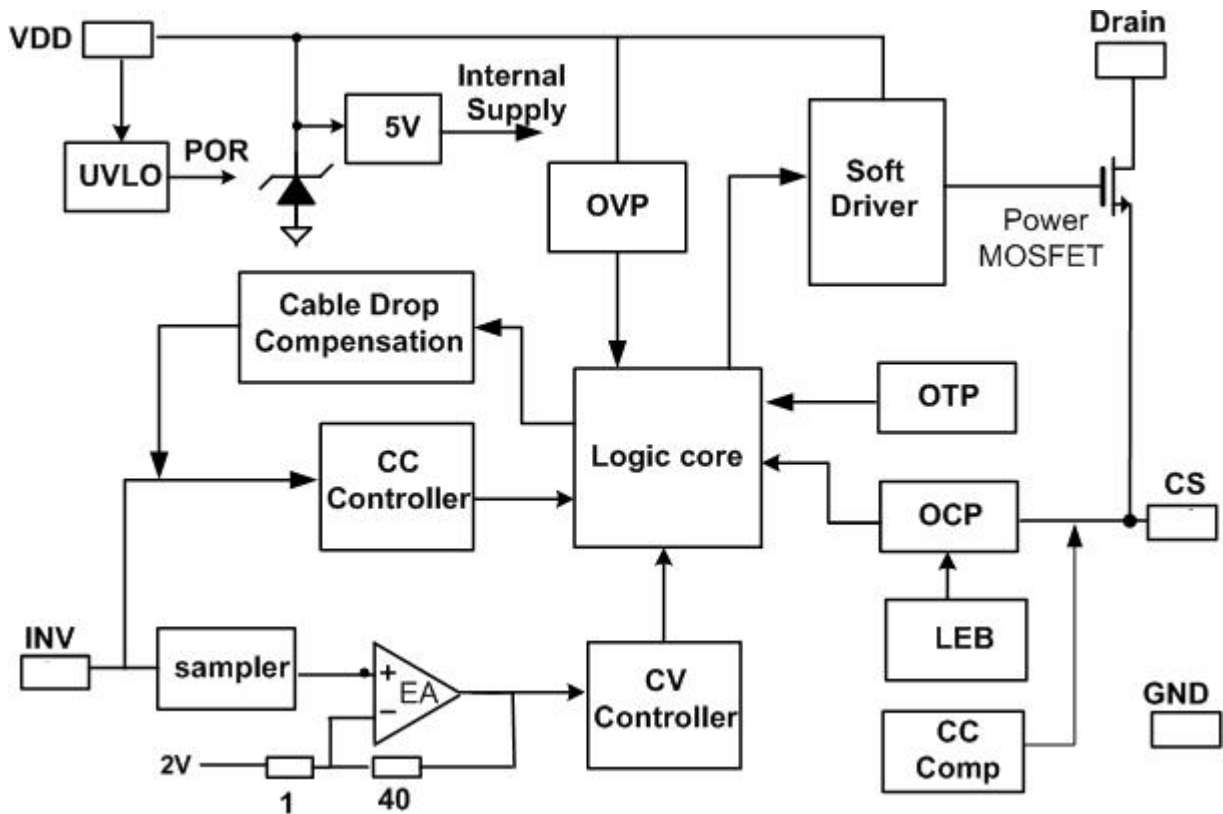 VDD
Drain
Internal
Supply
5V
POR
UVLO
OVP
Soft
Driver
Power
MOSFET
Cable Drop
Compensation
OTP
Logic core
CC
Controller
OCP
CS
LEB
INV
sampler
+
EA
−
CV
Controller
GND
CC
Comp
2V
1
40